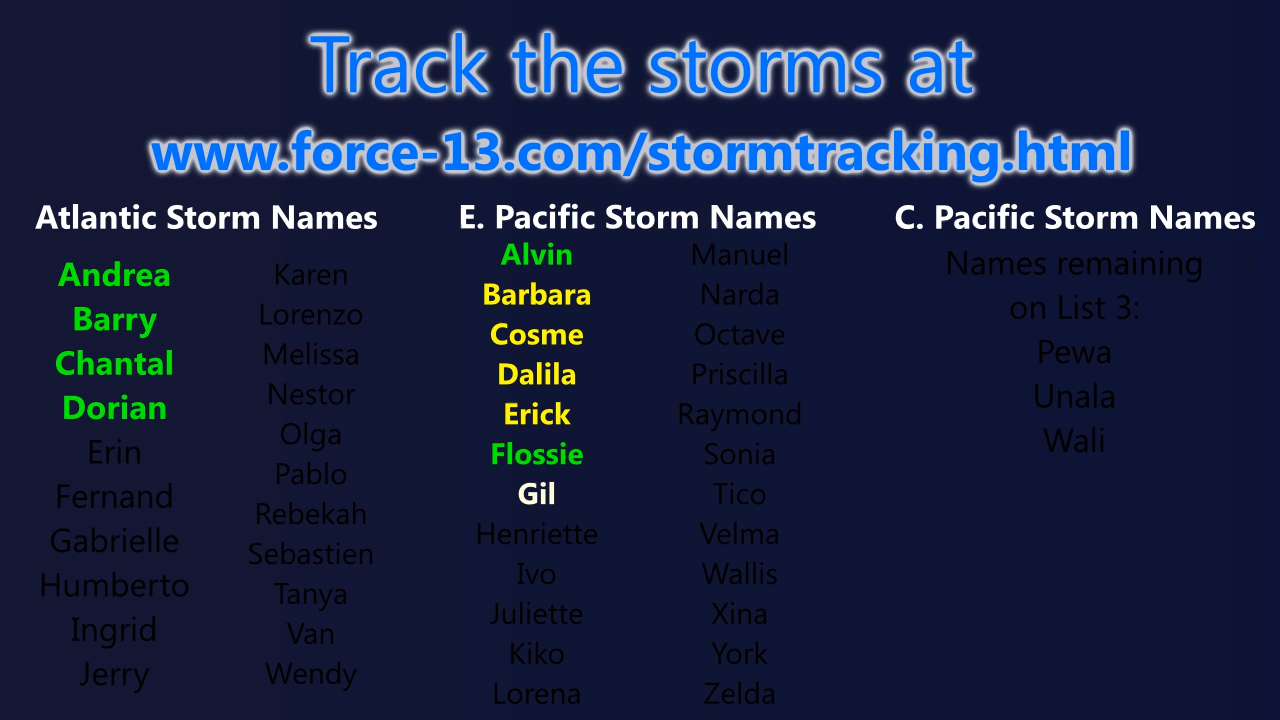 Track the storms at
www.force-13.com/stormtracking.html
Atlantic Storm Names
Andrea
Barry
Chantal
Dorian
Erin
Fernand
Gabrielle
Humberto
Ingrid
Jerry
Karen
Lorenzo
Melissa
Nestor
Olga
Pablo
Rebekah
Sebastien
Tanya
Van
Wendy
E. Pacific Storm Names
Alvin
Barbara
Cosme
Dalila
Erick
Flossie
Gil
Henriette
Ivo
Juliette
Kiko
Lorena
Manuel
Narda
Octave
Priscilla
Raymond
Sonia
Tico
Velma
Wallis
Xina
York
Zelda
C. Pacific Storm Names
Names remaining
on List 3:
Pewa
Unala
Wali